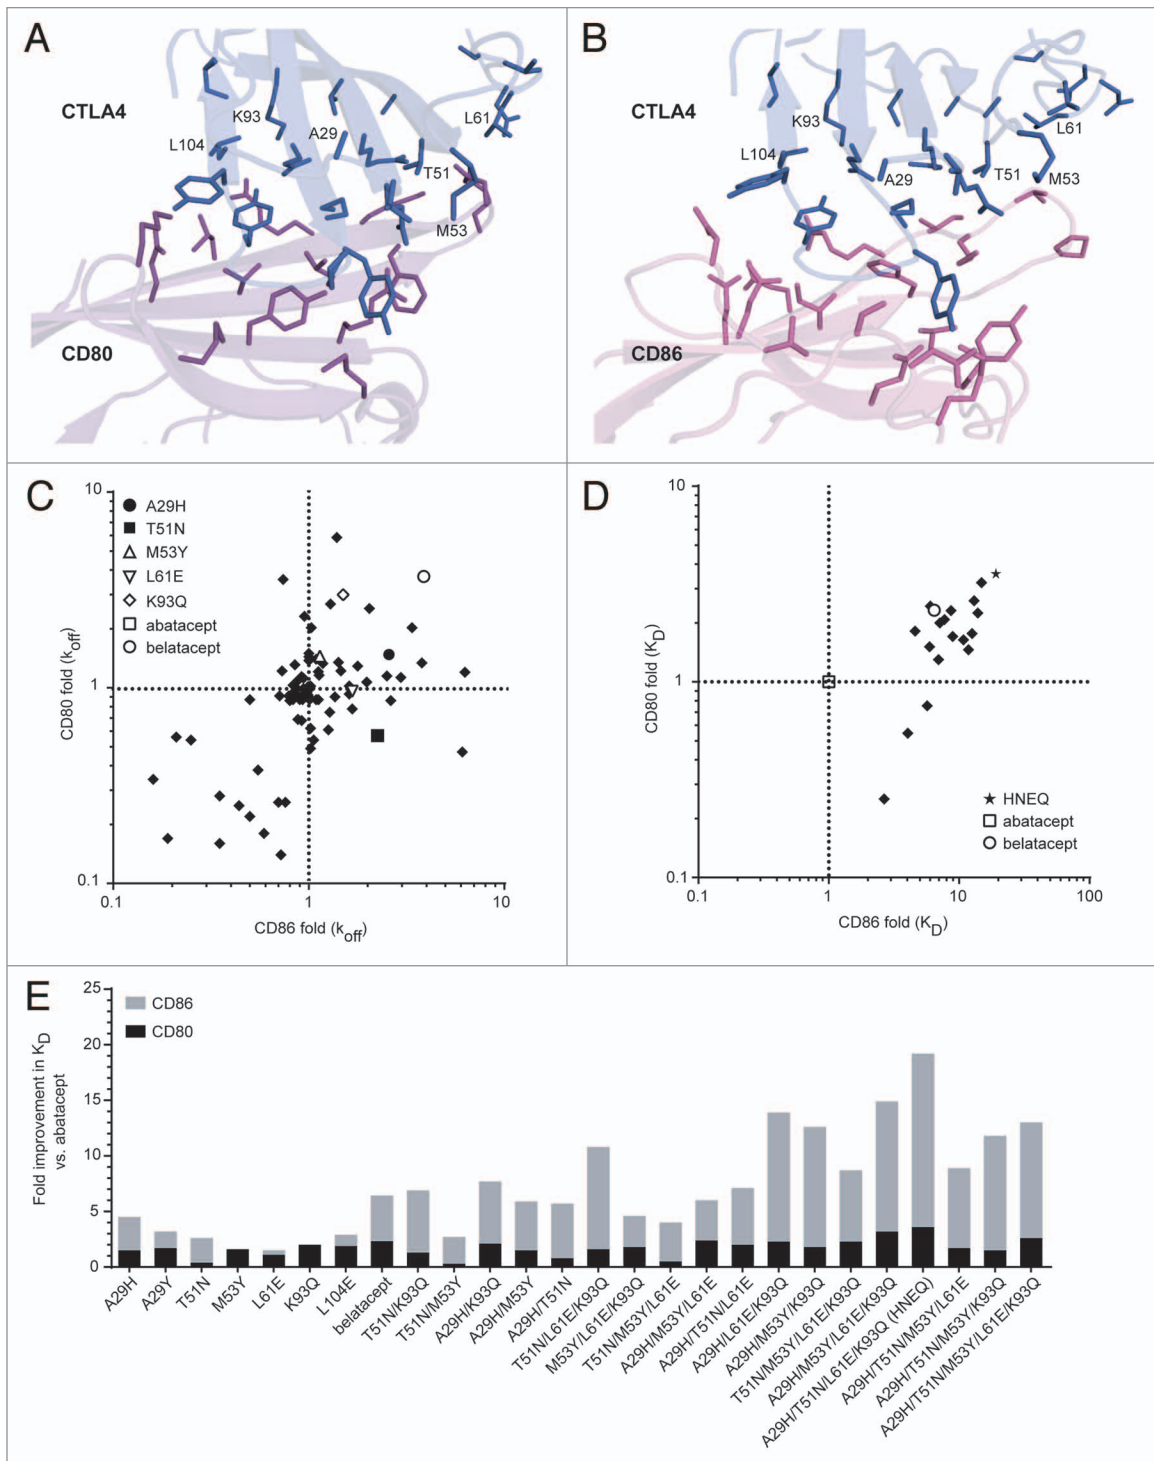 A
CTLA4
K93
A29
L61
L104
T51
M53
CD80
B
CTLA4
K93
L61
L104
A29
T51
M53
CD86
C
10
A29H
T51N
M53Y
L61E
K93Q
abatacept
belatacept
CD80 fold (koff)
1
0.1
0.1
1
10
CD86 fold (koff)
D
10
CD80 fold (KD)
1
HNEQ
abatacept
belatacept
0.1
0.1
1
10
100
CD86 fold (KD)
E
25
CD86
CD80
20
15
10
5
0
Fold improvement in KD
vs. abatacept
A29H
A29Y
T51N
M53Y
L61E
K93Q
L104E
belatacept
T51N/K93Q
T51N/M53Y
A29H/K93Q
A29H/M53Y
A29H/T51N
T51N/L61E/K93Q
M53Y/L61E/K93Q
T51N/M53Y/L61E
A29H/M53Y/L61E
A29H/T51N/L61E
A29H/L61E/K93Q
A29H/M53Y/K93Q
T51N/M53Y/L61E/K93Q
A29H/M53Y/L61E/K93Q
A29H/T51N/L61E/K93Q (HNEQ)
A29H/T51N/M53Y/L61E
A29H/T51N/M53Y/K93Q
A29H/T51N/M53Y/L61E/K93Q